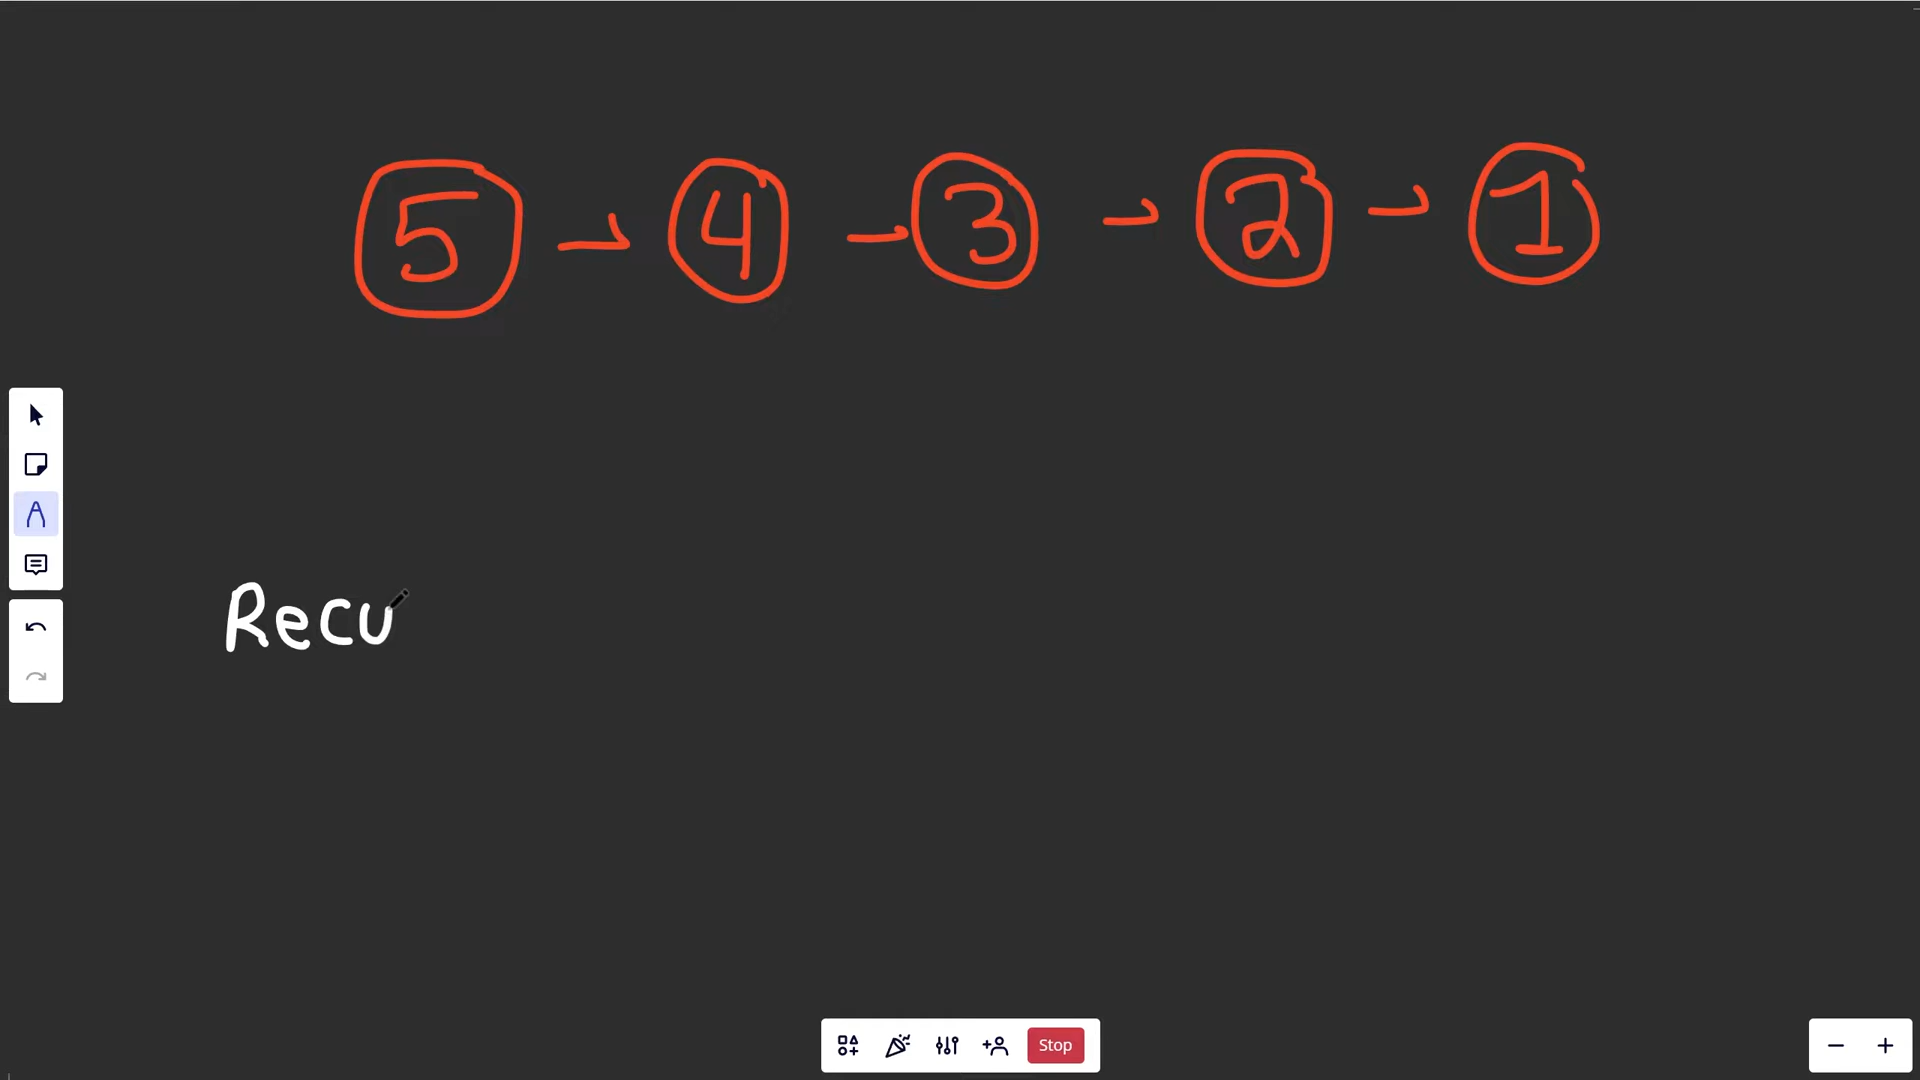 5 → 4 → 3 → 2 → 1
Recu
Stop